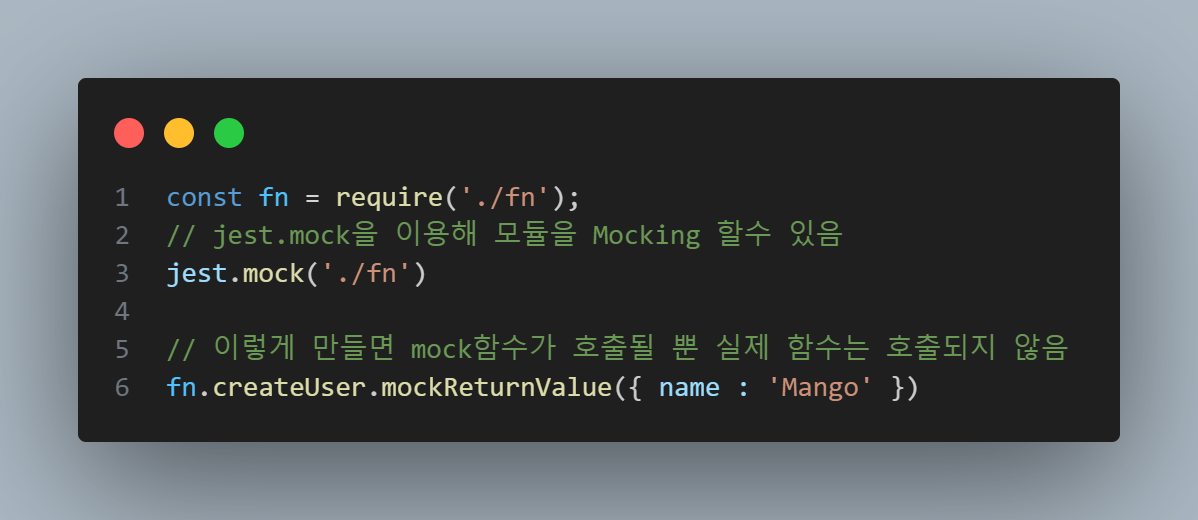 1 const fn = require('./fn');
2 // jest.mock을 이용해 모듈을 Mocking 할수 있음
3 jest.mock('./fn')
4
5 // 이렇게 만들면 mock함수가 호출될 뿐 실제 함수는 호출되지 않음
6 fn.createUser.mockReturnValue({ name : 'Mango' })